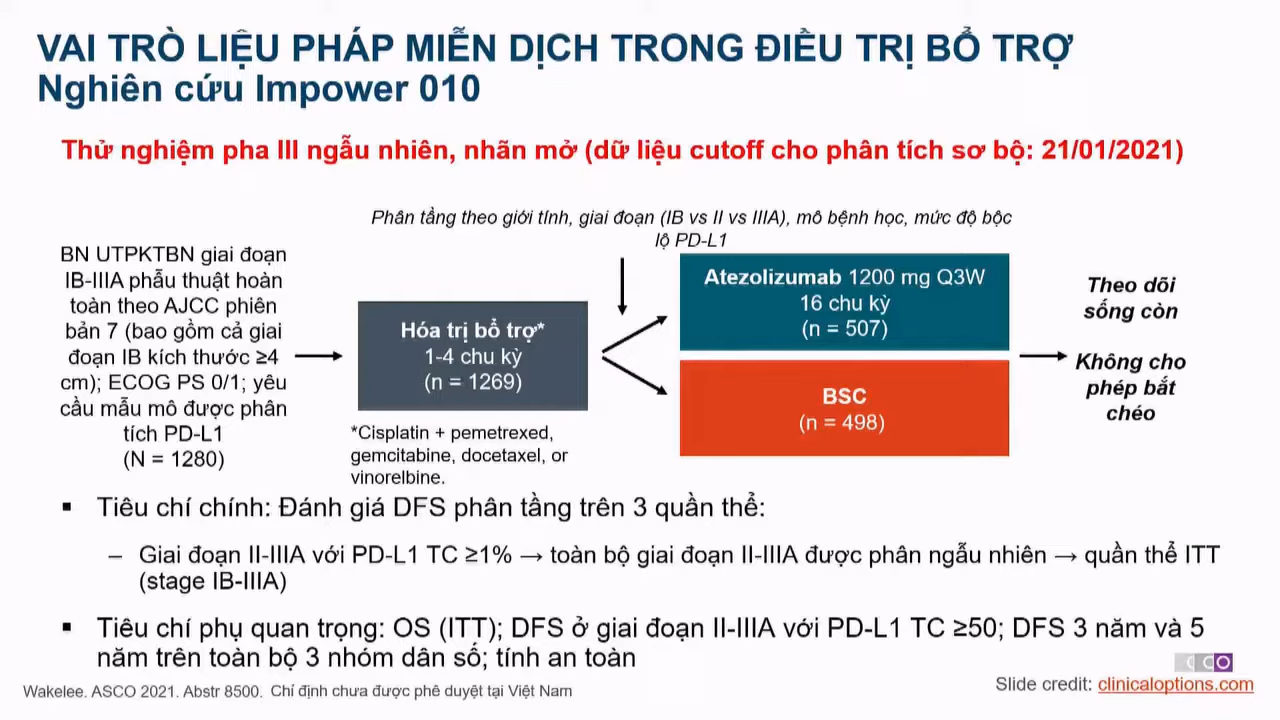 VAI TRÒ LIỆU PHÁP MIỄN DỊCH TRONG ĐIỀU TRỊ BỔ TRỢ
Nghiên cứu Impower 010
Thử nghiệm pha III ngẫu nhiên, nhãn mở (dữ liệu cutoff cho phân tích sơ bộ: 21/01/2021)
Phân tầng theo giới tính, giai đoạn (IB vs II vs IIIA), mô bệnh học, mức độ bộc
lộ PD-L1
BN UTPKTBN giai đoạn
IB-IIIA phẫu thuật hoàn
toàn theo AJCC phiên
bản 7 (bao gồm cả giai
đoạn IB kích thước ≥4
cm); ECOG PS 0/1; yêu
cầu mẫu mô được phân
tích PD-L1
(N = 1280)
Hóa trị bổ trợ*
1-4 chu kỳ
(n = 1269)
*Cisplatin + pemetrexed,
gemcitabine, docetaxel, or
vinorelbine.
Atezolizumab 1200 mg Q3W
16 chu kỳ
(n = 507)
BSC
(n = 498)
Theo dõi
sống còn
Không cho
phép bắt
chéo
▪ Tiêu chí chính: Đánh giá DFS phân tầng trên 3 quần thể:
– Giai đoạn II-IIIA với PD-L1 TC ≥1% → toàn bộ giai đoạn II-IIIA được phân ngẫu nhiên → quần thể ITT
(stage IB-IIIA)
▪ Tiêu chí phụ quan trọng: OS (ITT); DFS ở giai đoạn II-IIIA với PD-L1 TC ≥50; DFS 3 năm và 5
năm trên toàn bộ 3 nhóm dân số; tính an toàn
CCO
Wakelee. ASCO 2021. Abstr 8500. Chỉ định chưa được phê duyệt tại Việt Nam
Slide credit: clinicaloptions.com